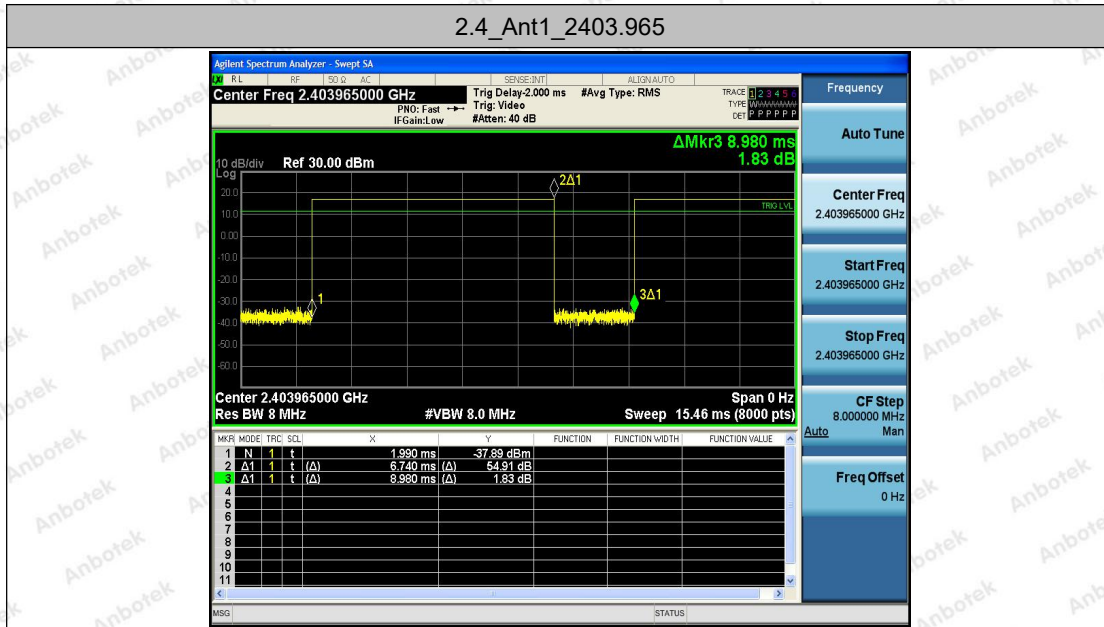 2.4_Ant1_2403.965
Agilent Spectrum Analyzer - Swept SA
LXI RL RF 50 Ω AC SENSE:INT ALIGNAUTO
Center Freq 2.403965000 GHz
PNO: Fast
IFGain:Low
Trig Delay-2.000 ms
Trig: Video
#Atten: 40 dB
#Avg Type: RMS
TRACE 1 2 3 4 5 6
TYPE
DET P P P P P P
ΔMkr3 8.980 ms
1.83 dB
10 dB/div Ref 30.00 dBm
Log
20.0
10.0
0.00
-10.0
-20.0
-30.0
-40.0
-50.0
-60.0
2Δ1
TRIG LVL
1
3Δ1
Center 2.403965000 GHz Span 0 Hz
Res BW 8 MHz #VBW 8.0 MHz Sweep 15.46 ms (8000 pts)
MKR MODE TRC SCL X Y FUNCTION FUNCTION WIDTH FUNCTION VALUE
1 N 1 t 1.990 ms -37.89 dBm
2 Δ1 1 t (Δ) 6.740 ms (Δ) 54.91 dB
3 Δ1 1 t (Δ) 8.980 ms (Δ) 1.83 dB
4
5
6
7
8
9
10
11
MSG STATUS
Frequency
Auto Tune
Center Freq
2.403965000 GHz
Start Freq
2.403965000 GHz
Stop Freq
2.403965000 GHz
CF Step
8.000000 MHz
Auto Man
Freq Offset
0 Hz
Anbotek